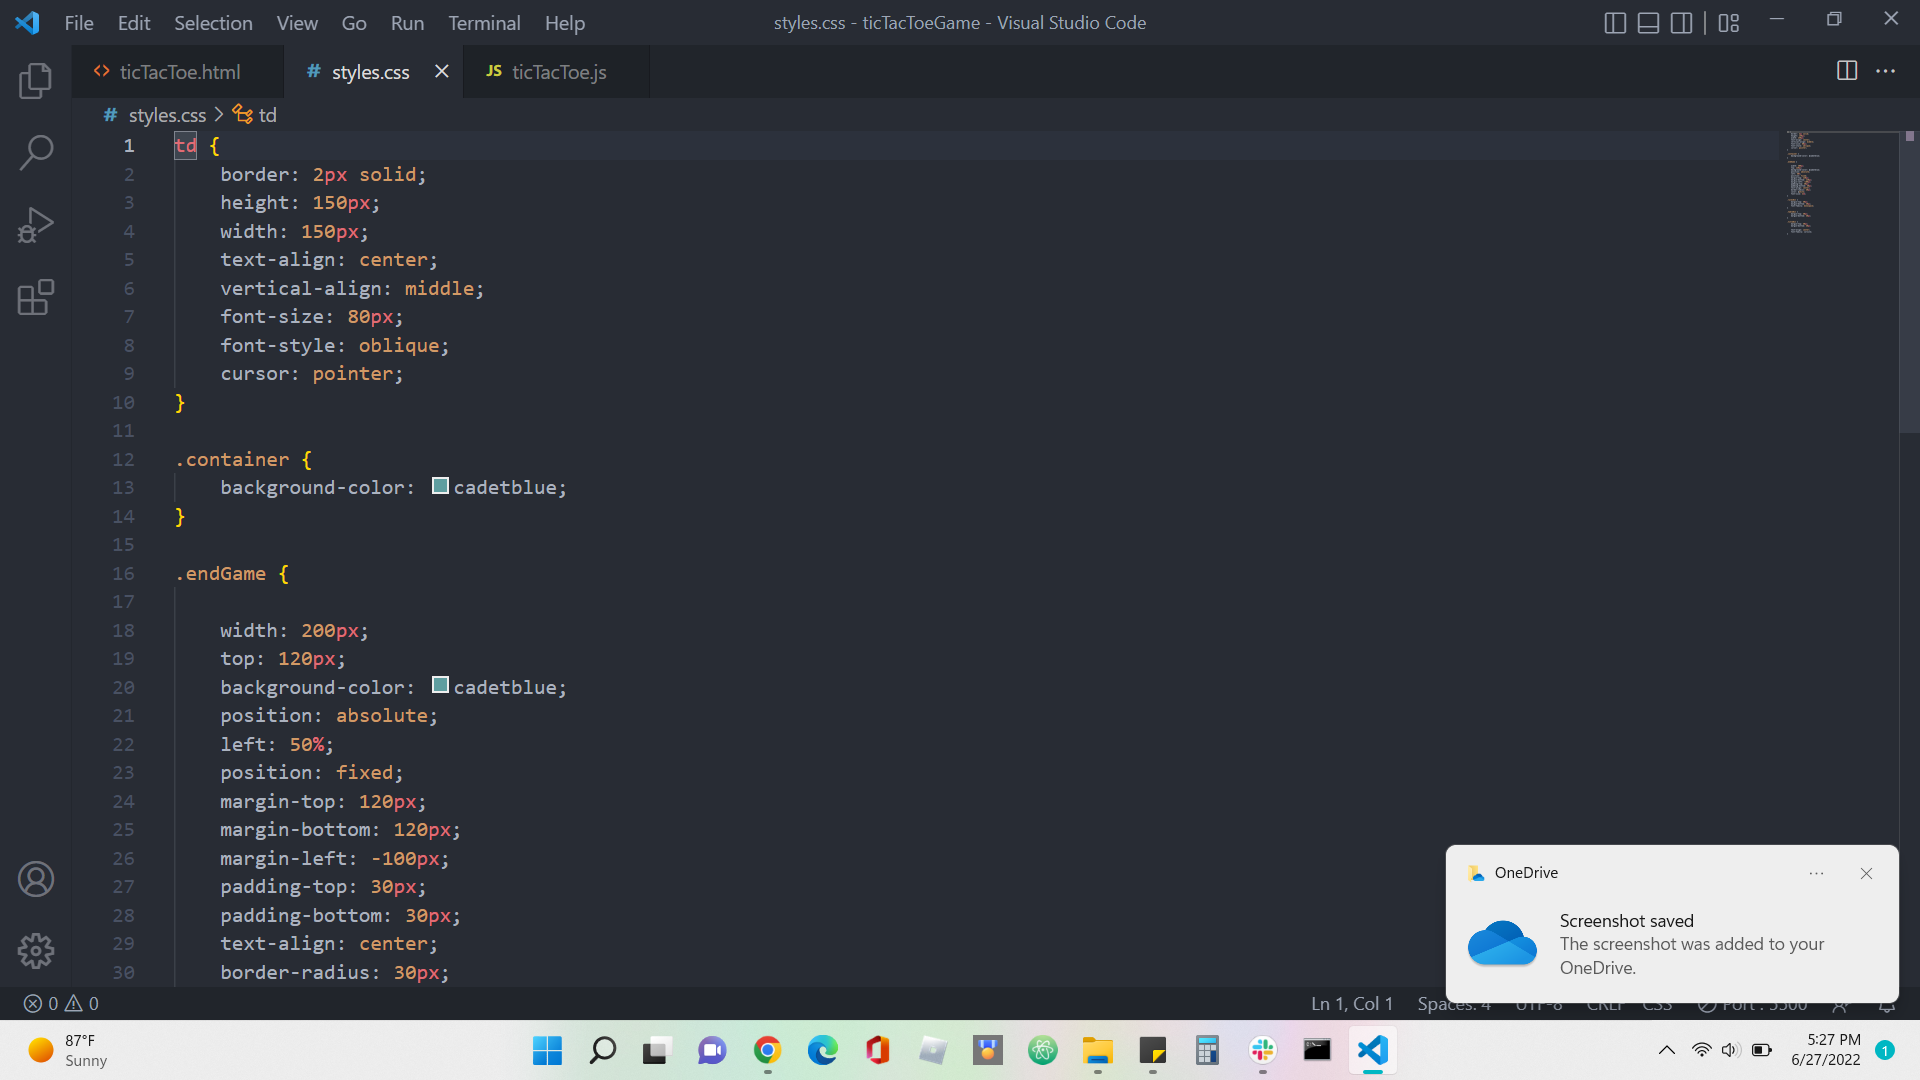 File Edit Selection View Go Run Terminal Help
styles.css - ticTacToeGame - Visual Studio Code
<> ticTacToe.html
# styles.css
JS ticTacToe.js
# styles.css > td
1 td {
2 border: 2px solid;
3 height: 150px;
4 width: 150px;
5 text-align: center;
6 vertical-align: middle;
7 font-size: 80px;
8 font-style: oblique;
9 cursor: pointer;
10 }
11
12 .container {
13 background-color: cadetblue;
14 }
15
16 .endGame {
17
18 width: 200px;
19 top: 120px;
20 background-color: cadetblue;
21 position: absolute;
22 left: 50%;
23 position: fixed;
24 margin-top: 120px;
25 margin-bottom: 120px;
26 margin-left: -100px;
27 padding-top: 30px;
28 padding-bottom: 30px;
29 text-align: center;
30 border-radius: 30px;
OneDrive
Screenshot saved
The screenshot was added to your
OneDrive.
0 0
Ln 1, Col 1 Spaces: 4 UTF-8 CRLF CSS Port : 5500
87°F
Sunny
5:27 PM
6/27/2022
1